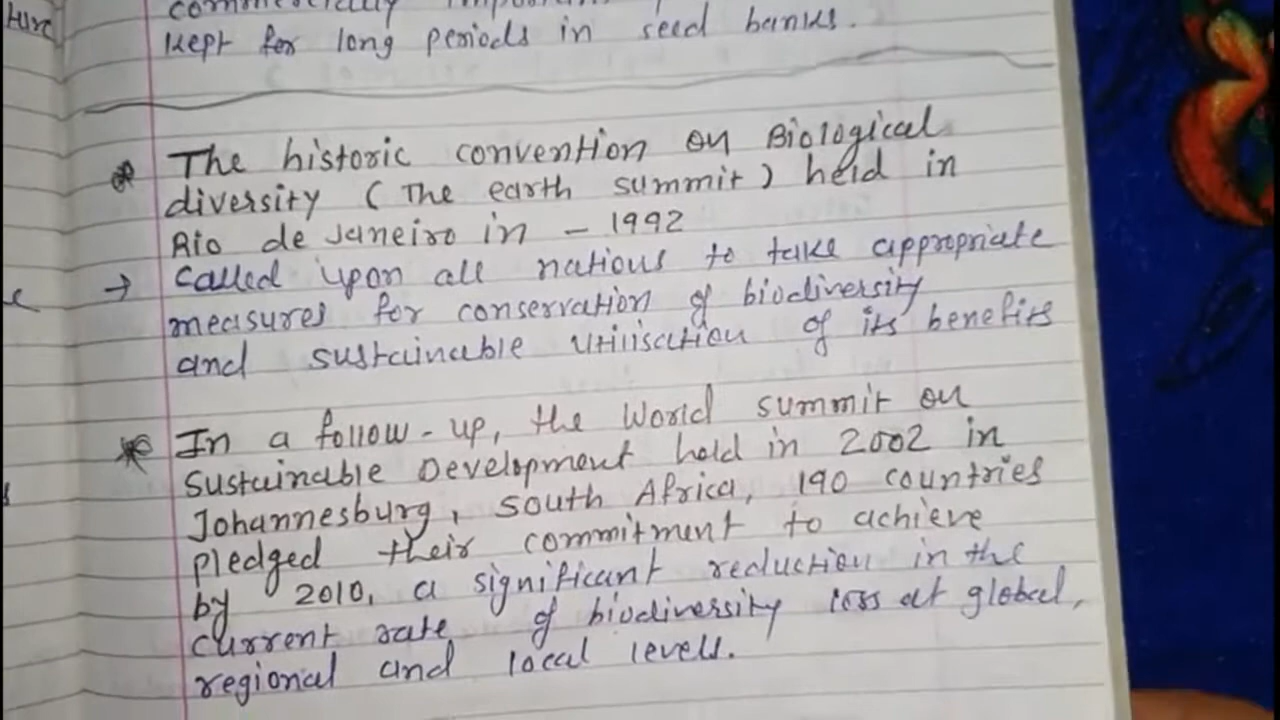 ture
commercially
kept for long periods in seed banks.
The historic convention on Biological
diversity (The earth summit) held in
Rio de Janeiro in - 1992
→ called upon all nations to take appropriate
measures for conservation of biodiversity
and sustainable utilisation of its benefits
In a follow-up, the World summit on
Sustainable Development held in 2002 in
Johannesburg, South Africa, 190 countries
pledged their commitment to achieve
by 2010, a significant reduction in the
current rate of biodiversity loss at global,
regional and local levels.